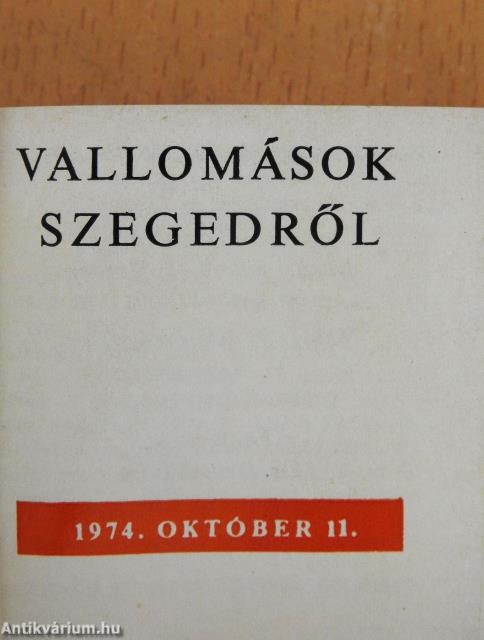 VALLOMÁSOK
SZEGEDRŐL
1974. OKTÓBER 11.
Antikvárium.hu